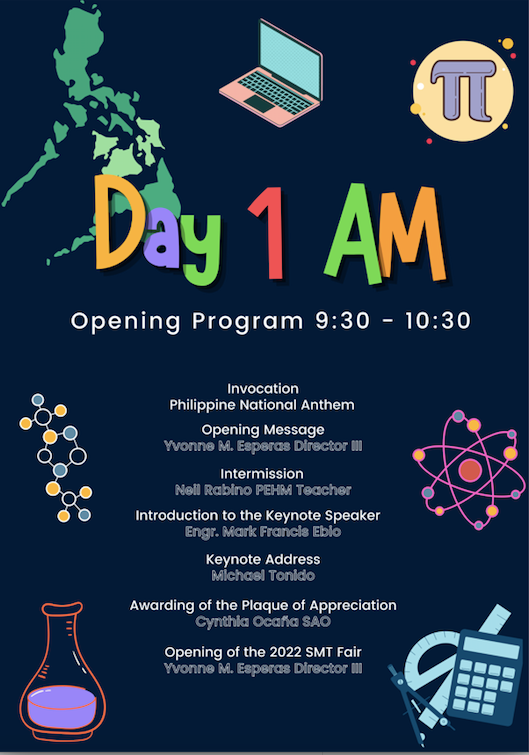 π
Day 1 AM
Opening Program 9:30 - 10:30
Invocation
Philippine National Anthem
Opening Message
Yvonne M. Esperas Director III
Intermission
Neil Rabino PEHM Teacher
Introduction to the Keynote Speaker
Engr. Mark Francis Ebio
Keynote Address
Michael Tonido
Awarding of the Plaque of Appreciation
Cynthia Ocaña SAO
Opening of the 2022 SMT Fair
Yvonne M. Esperas Director III